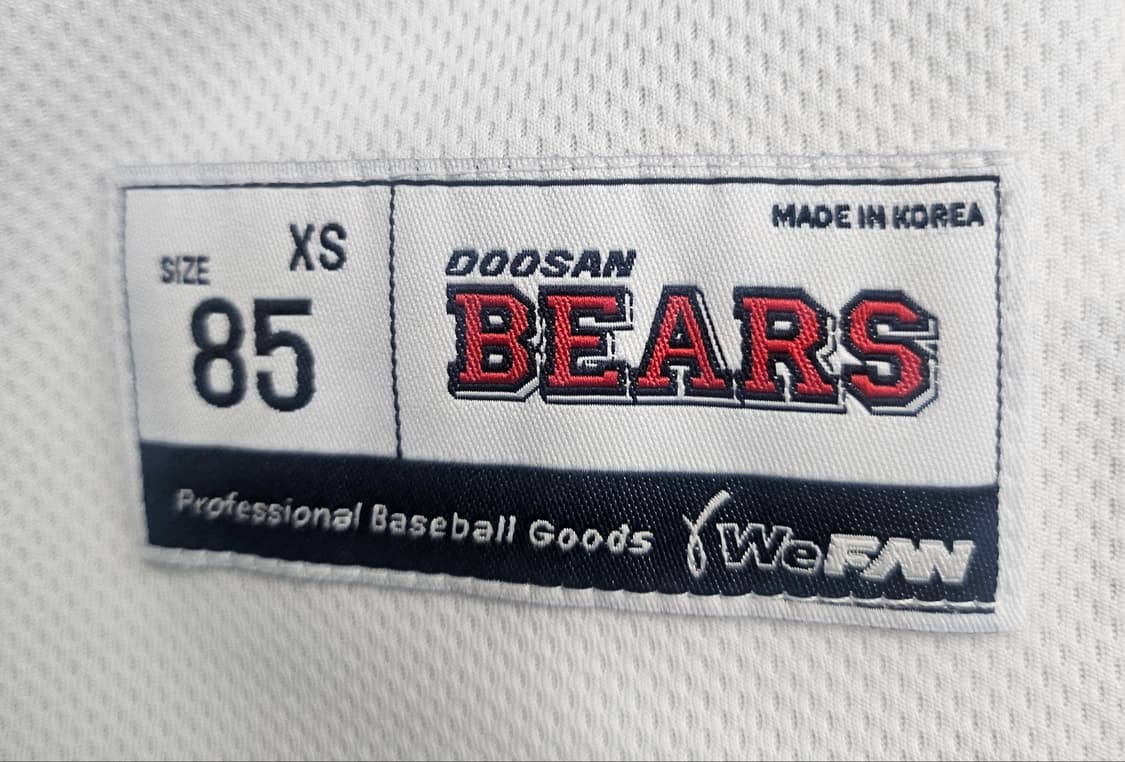 SIZE XS
85
MADE IN KOREA
DOOSAN
BEARS
Professional Baseball Goods WeFAN